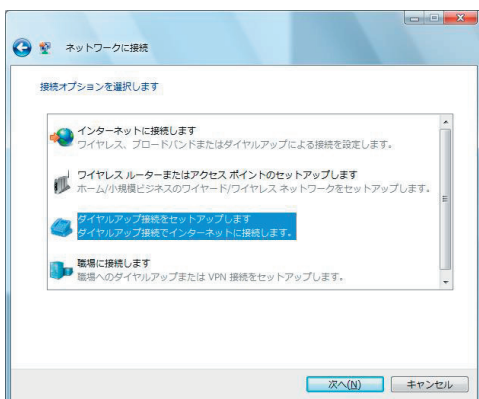 ネットワークに接続
接続オプションを選択します
インターネットに接続します
ワイヤレス、ブロードバンドまたはダイヤルアップによる接続を設定します。
ワイヤレス ルーターまたはアクセス ポイントのセットアップします
ホーム/小規模ビジネスのワイヤード/ワイヤレス ネットワークをセットアップします。
ダイヤルアップ接続をセットアップします
ダイヤルアップ接続でインターネットに接続します。
職場に接続します
職場へのダイヤルアップまたは VPN 接続をセットアップします。
次へ(N)
キャンセル